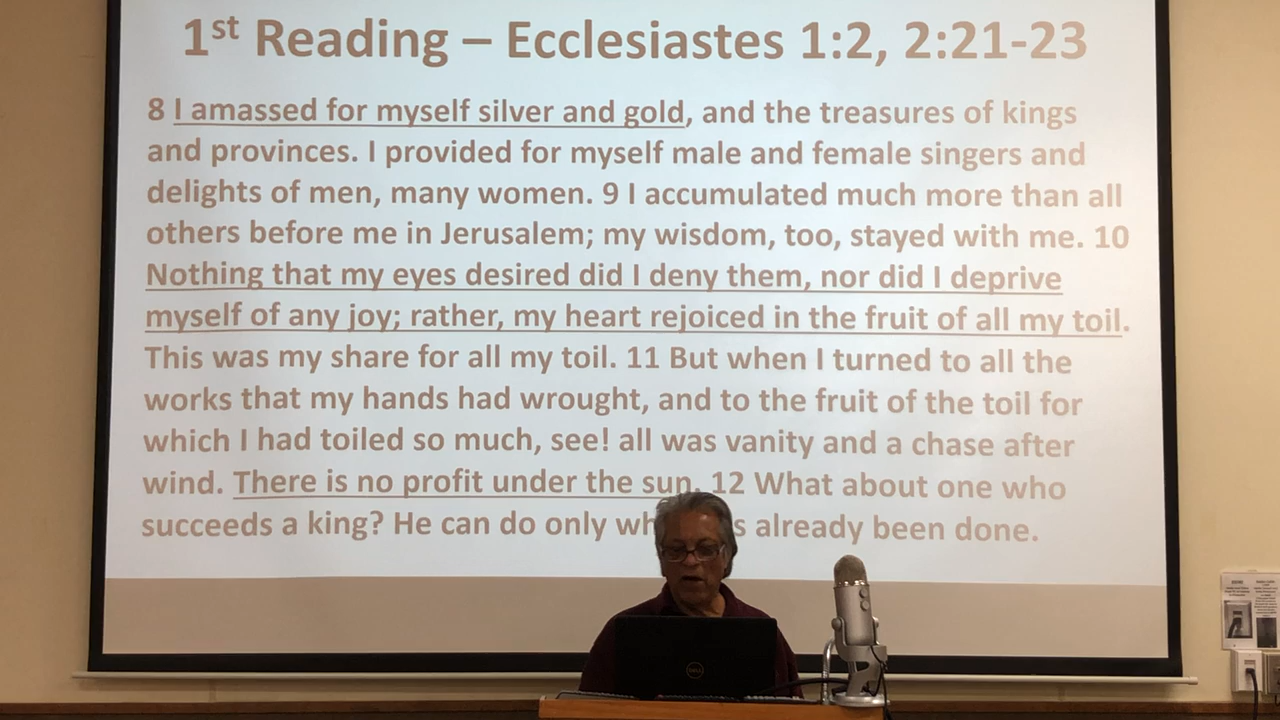 1st Reading – Ecclesiastes 1:2, 2:21-23
8 I amassed for myself silver and gold, and the treasures of kings
and provinces. I provided for myself male and female singers and
delights of men, many women. 9 I accumulated much more than all
others before me in Jerusalem; my wisdom, too, stayed with me. 10
Nothing that my eyes desired did I deny them, nor did I deprive
myself of any joy; rather, my heart rejoiced in the fruit of all my toil.
This was my share for all my toil. 11 But when I turned to all the
works that my hands had wrought, and to the fruit of the toil for
which I had toiled so much, see! all was vanity and a chase after
wind. There is no profit under the sun. 12 What about one who
succeeds a king? He can do only wh s already been done.
DELL